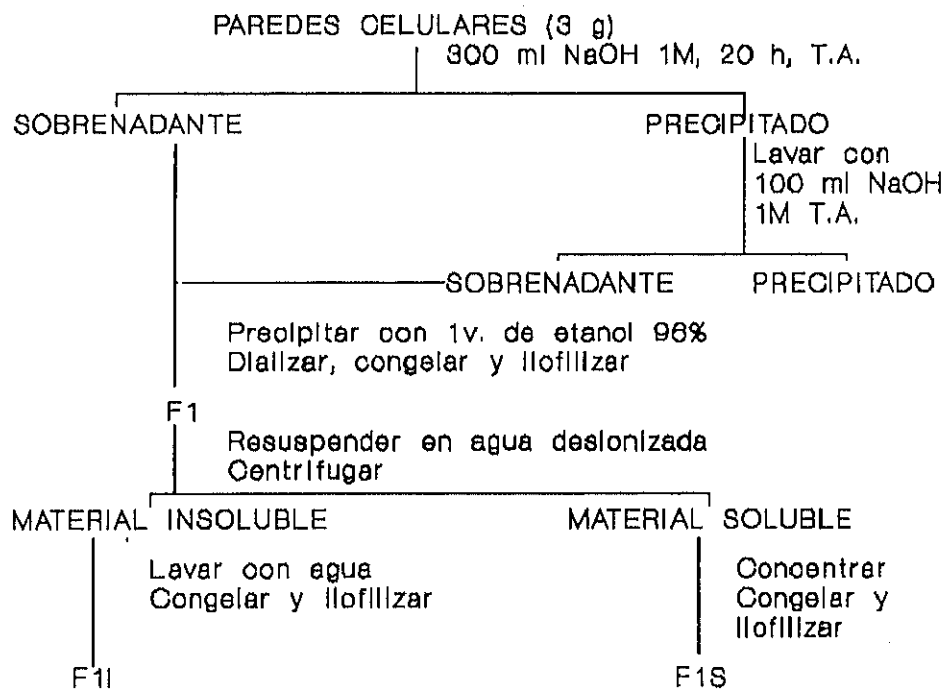 PAREDES CELULARES (3 g)
300 ml NaOH 1M, 20 h, T.A.
SOBRENADANTE
PRECIPITADO
Lavar con
100 ml NaOH
1M T.A.
SOBRENADANTE
PRECIPITADO
Precipitar con 1v. de etanol 96%
Dializar, congelar y liofilizar
F1
Resuspender en agua desionizada
Centrifugar
MATERIAL INSOLUBLE
MATERIAL SOLUBLE
Lavar con agua
Congelar y liofilizar
Concentrar
Congelar y
liofilizar
F1I
F1S